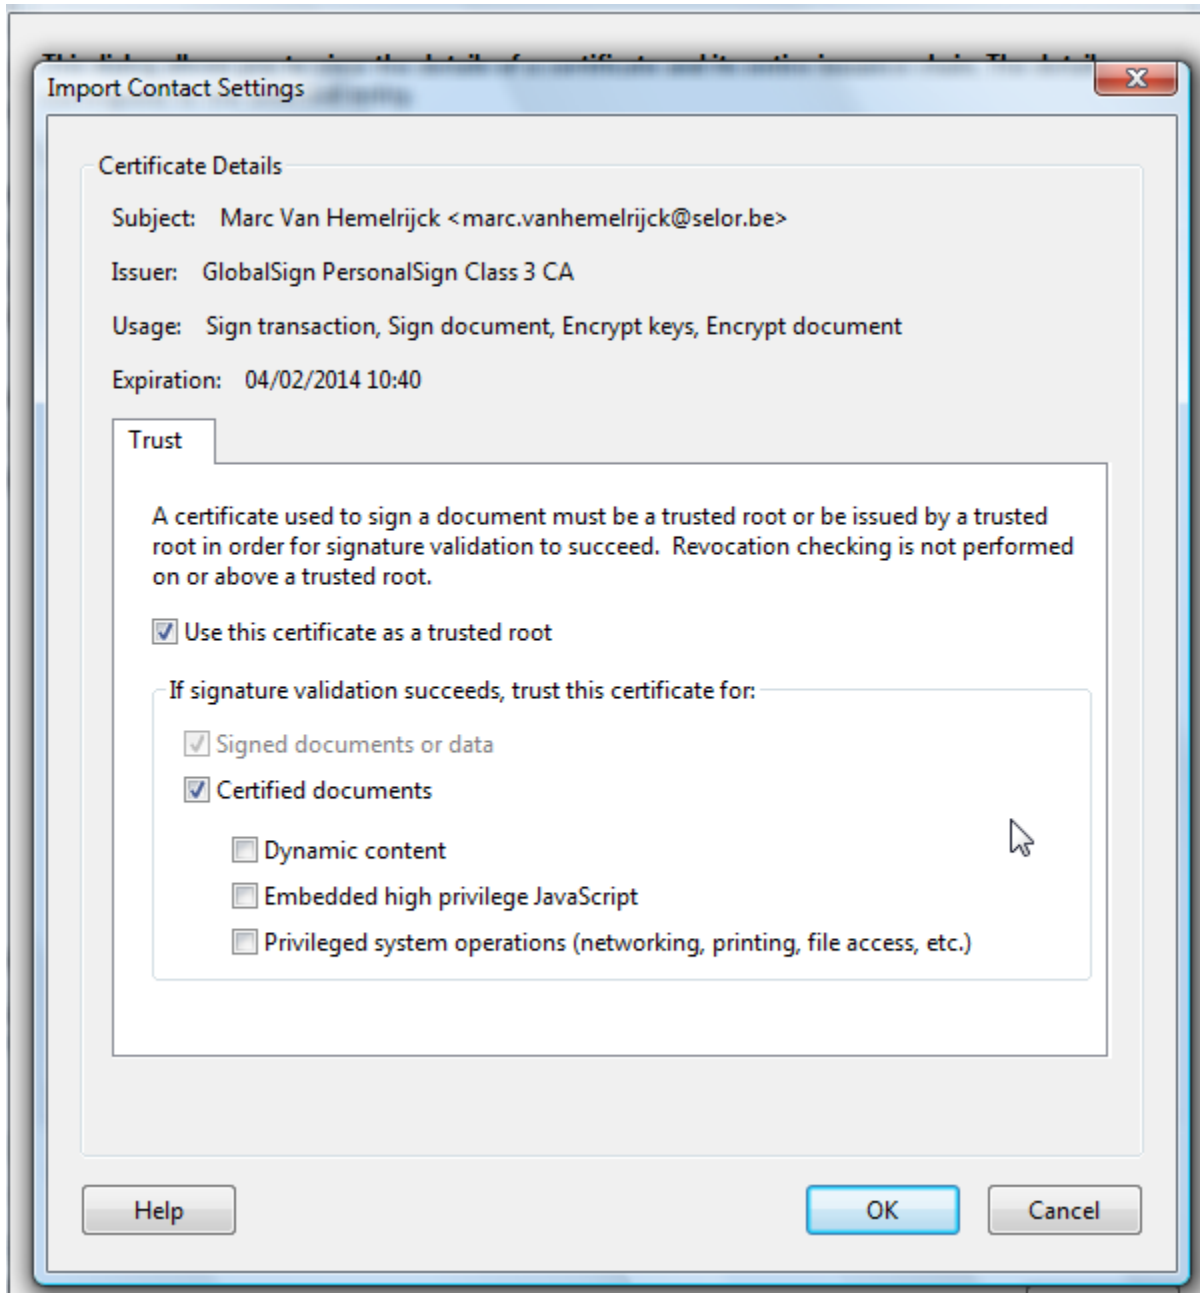 Import Contact Settings
Certificate Details
Subject: Marc Van Hemelrijck <marc.vanhemelrijck@selor.be>
Issuer: GlobalSign PersonalSign Class 3 CA
Usage: Sign transaction, Sign document, Encrypt keys, Encrypt document
Expiration: 04/02/2014 10:40
Trust
A certificate used to sign a document must be a trusted root or be issued by a trusted
root in order for signature validation to succeed. Revocation checking is not performed
on or above a trusted root.
Use this certificate as a trusted root
If signature validation succeeds, trust this certificate for:
Signed documents or data
Certified documents
Dynamic content
Embedded high privilege JavaScript
Privileged system operations (networking, printing, file access, etc.)
Help
OK
Cancel